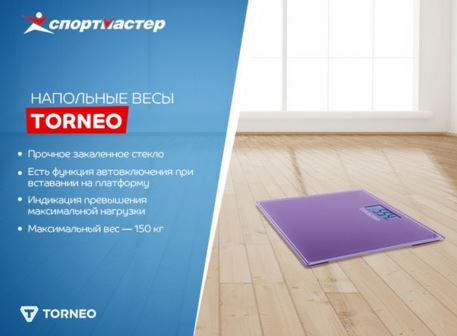 спортмастер
НАПОЛЬНЫЕ ВЕСЫ
TORNEO
• Прочное закаленное стекло
• Есть функция автовключения при
вставании на платформу
• Индикация превышения
максимальной нагрузки
• Максимальный вес — 150 кг
TORNEO